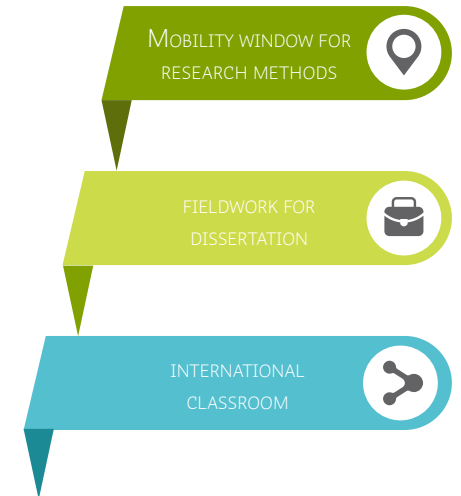 MOBILITY WINDOW FOR
RESEARCH METHODS
FIELDWORK FOR
DISSERTATION
INTERNATIONAL
CLASSROOM